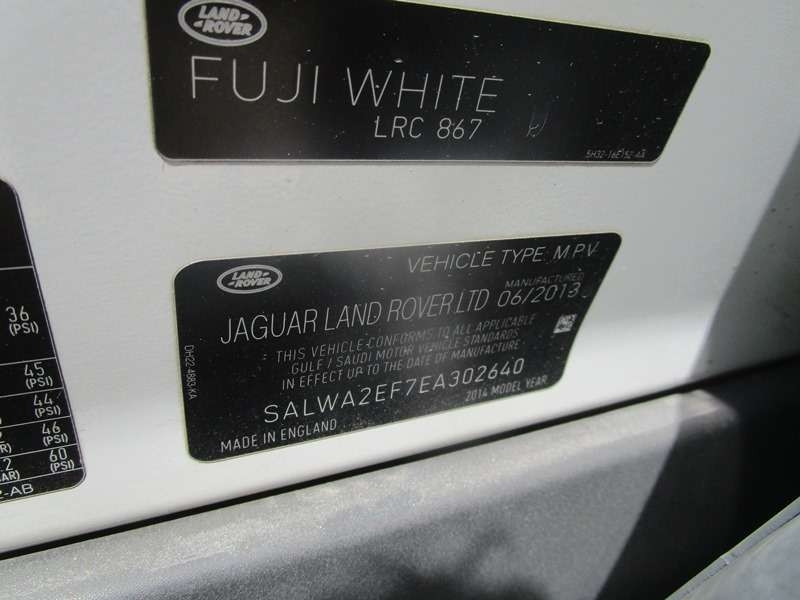 LAND
ROVER
FUJI WHITE
LRC 867
5H32-16E152-AA
36
(PSI)
45
(PSI)
44
(PSI)
46
(PSI)
60
(PSI)
2-AB
LAND
ROVER
VEHICLE TYPE: M.P.V
MANUFACTURED
JAGUAR LAND ROVER LTD 06/2013
THIS VEHICLE CONFORMS TO ALL APPLICABLE
GULF / SAUDI MOTOR VEHICLE STANDARDS
IN EFFECT UP TO THE DATE OF MANUFACTURE
SALWA2EF7EA302640
2014 MODEL YEAR
MADE IN ENGLAND
DH22-4883-KA